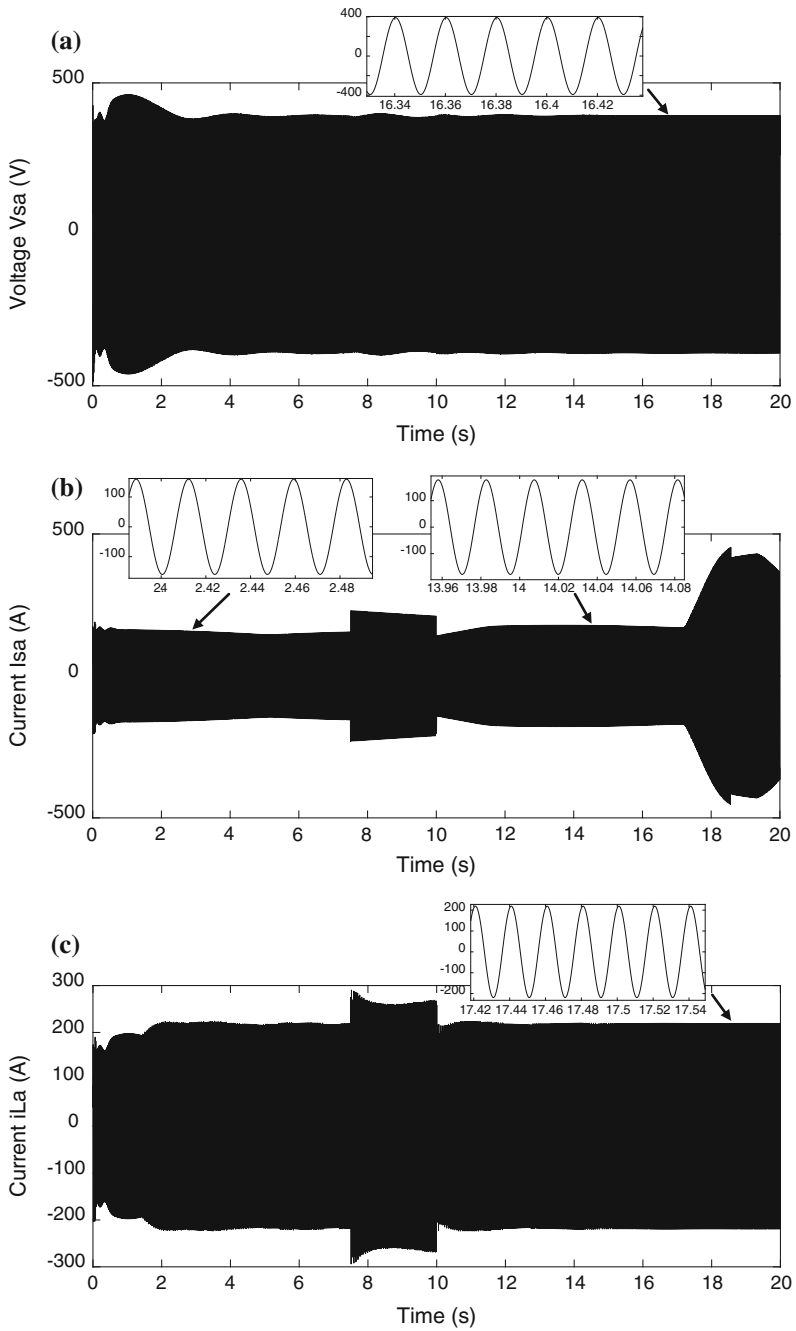 (a)
400
0
-400
16.34 16.36 16.38 16.4 16.42
500
0
-500
Voltage Vsa (V)
0 2 4 6 8 10 12 14 16 18 20
Time (s)
(b)
100
0
-100
24 2.42 2.44 2.46 2.48
100
0
-100
13.96 13.98 14 14.02 14.04 14.06 14.08
500
0
-500
Current Isa (A)
0 2 4 6 8 10 12 14 16 18 20
Time (s)
(c)
200
100
0
-100
-200
17.42 17.44 17.46 17.48 17.5 17.52 17.54
300
200
100
0
-100
-200
-300
Current iLa (A)
0 2 4 6 8 10 12 14 16 18 20
Time (s)